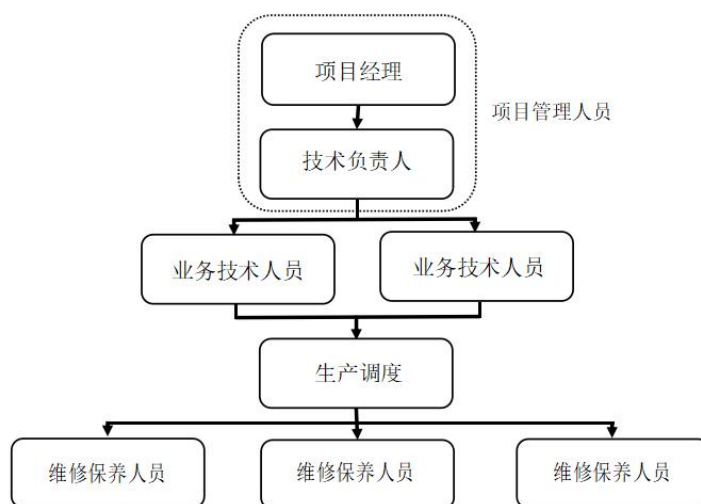 项目经理
项目管理人员
技术负责人
业务技术人员
业务技术人员
生产调度
维修保养人员
维修保养人员
维修保养人员